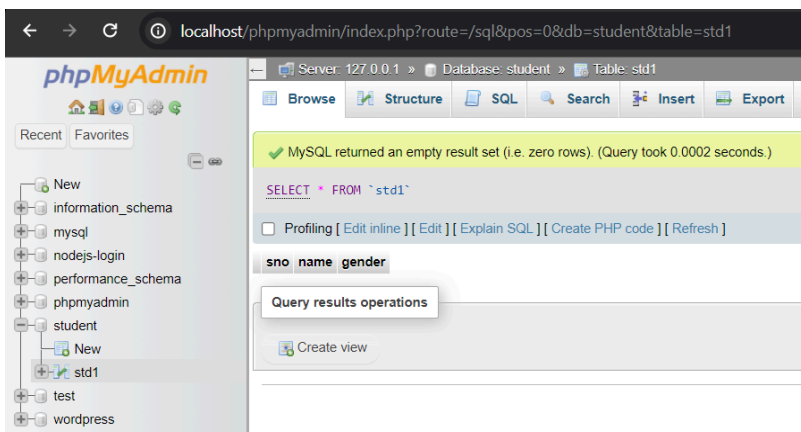 localhost/phpmyadmin/index.php?route=/sql&pos=0&db=student&table=std1
phpMyAdmin
Recent Favorites
New
information_schema
mysql
nodejs-login
performance_schema
phpmyadmin
student
New
std1
test
wordpress
Server: 127.0.0.1 » Database: student » Table: std1
Browse Structure SQL Search Insert Export
MySQL returned an empty result set (i.e. zero rows). (Query took 0.0002 seconds.)
SELECT * FROM `std1`
Profiling [ Edit inline ] [ Edit ] [ Explain SQL ] [ Create PHP code ] [ Refresh ]
sno name gender
Query results operations
Create view